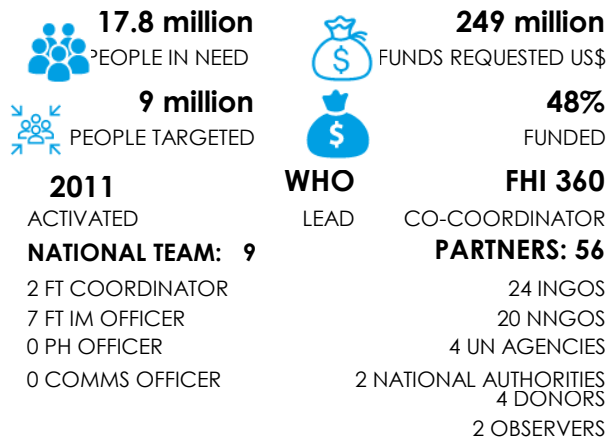 17.8 million
PEOPLE IN NEED
249 million
FUNDS REQUESTED US$
9 million
PEOPLE TARGETED
48%
FUNDED
$
$
2011
ACTIVATED
WHO
LEAD
FHI 360
CO-COORDINATOR
NATIONAL TEAM: 9
2 FT COORDINATOR
7 FT IM OFFICER
0 PH OFFICER
0 COMMS OFFICER
PARTNERS: 56
24 INGOS
20 NNGOS
4 UN AGENCIES
2 NATIONAL AUTHORITIES
4 DONORS
2 OBSERVERS